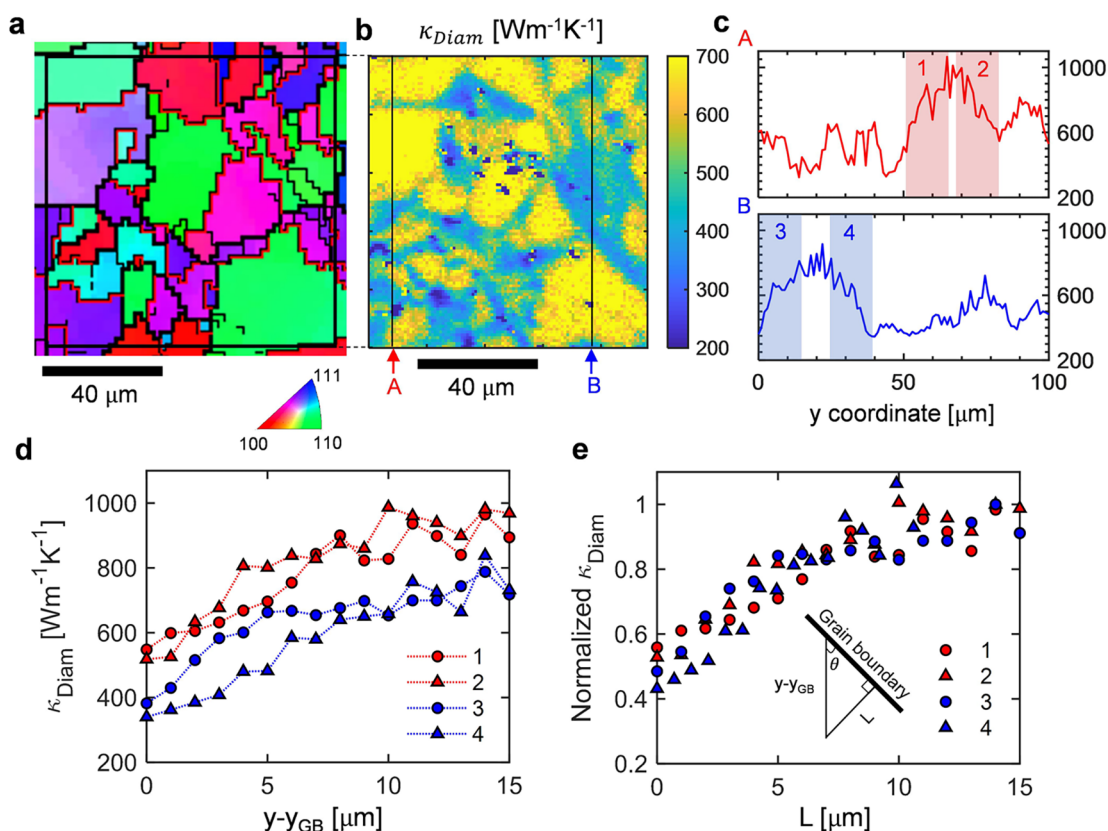 a
b
κDiam [Wm⁻¹K⁻¹]
c
A
700
600
500
400
300
200
1
2
1000
600
200
B
3
4
1000
600
200
0
50
100
y coordinate [μm]
40 μm
A
40 μm
B
111
100
110
d
κDiam [Wm⁻¹K⁻¹]
1000
800
600
400
200
0
5
10
15
y-yGB [μm]
1
2
3
4
e
Normalized κDiam
1
0.8
0.6
0.4
0.2
0
5
10
15
L [μm]
Grain boundary
θ
y-yGB
L
1
2
3
4